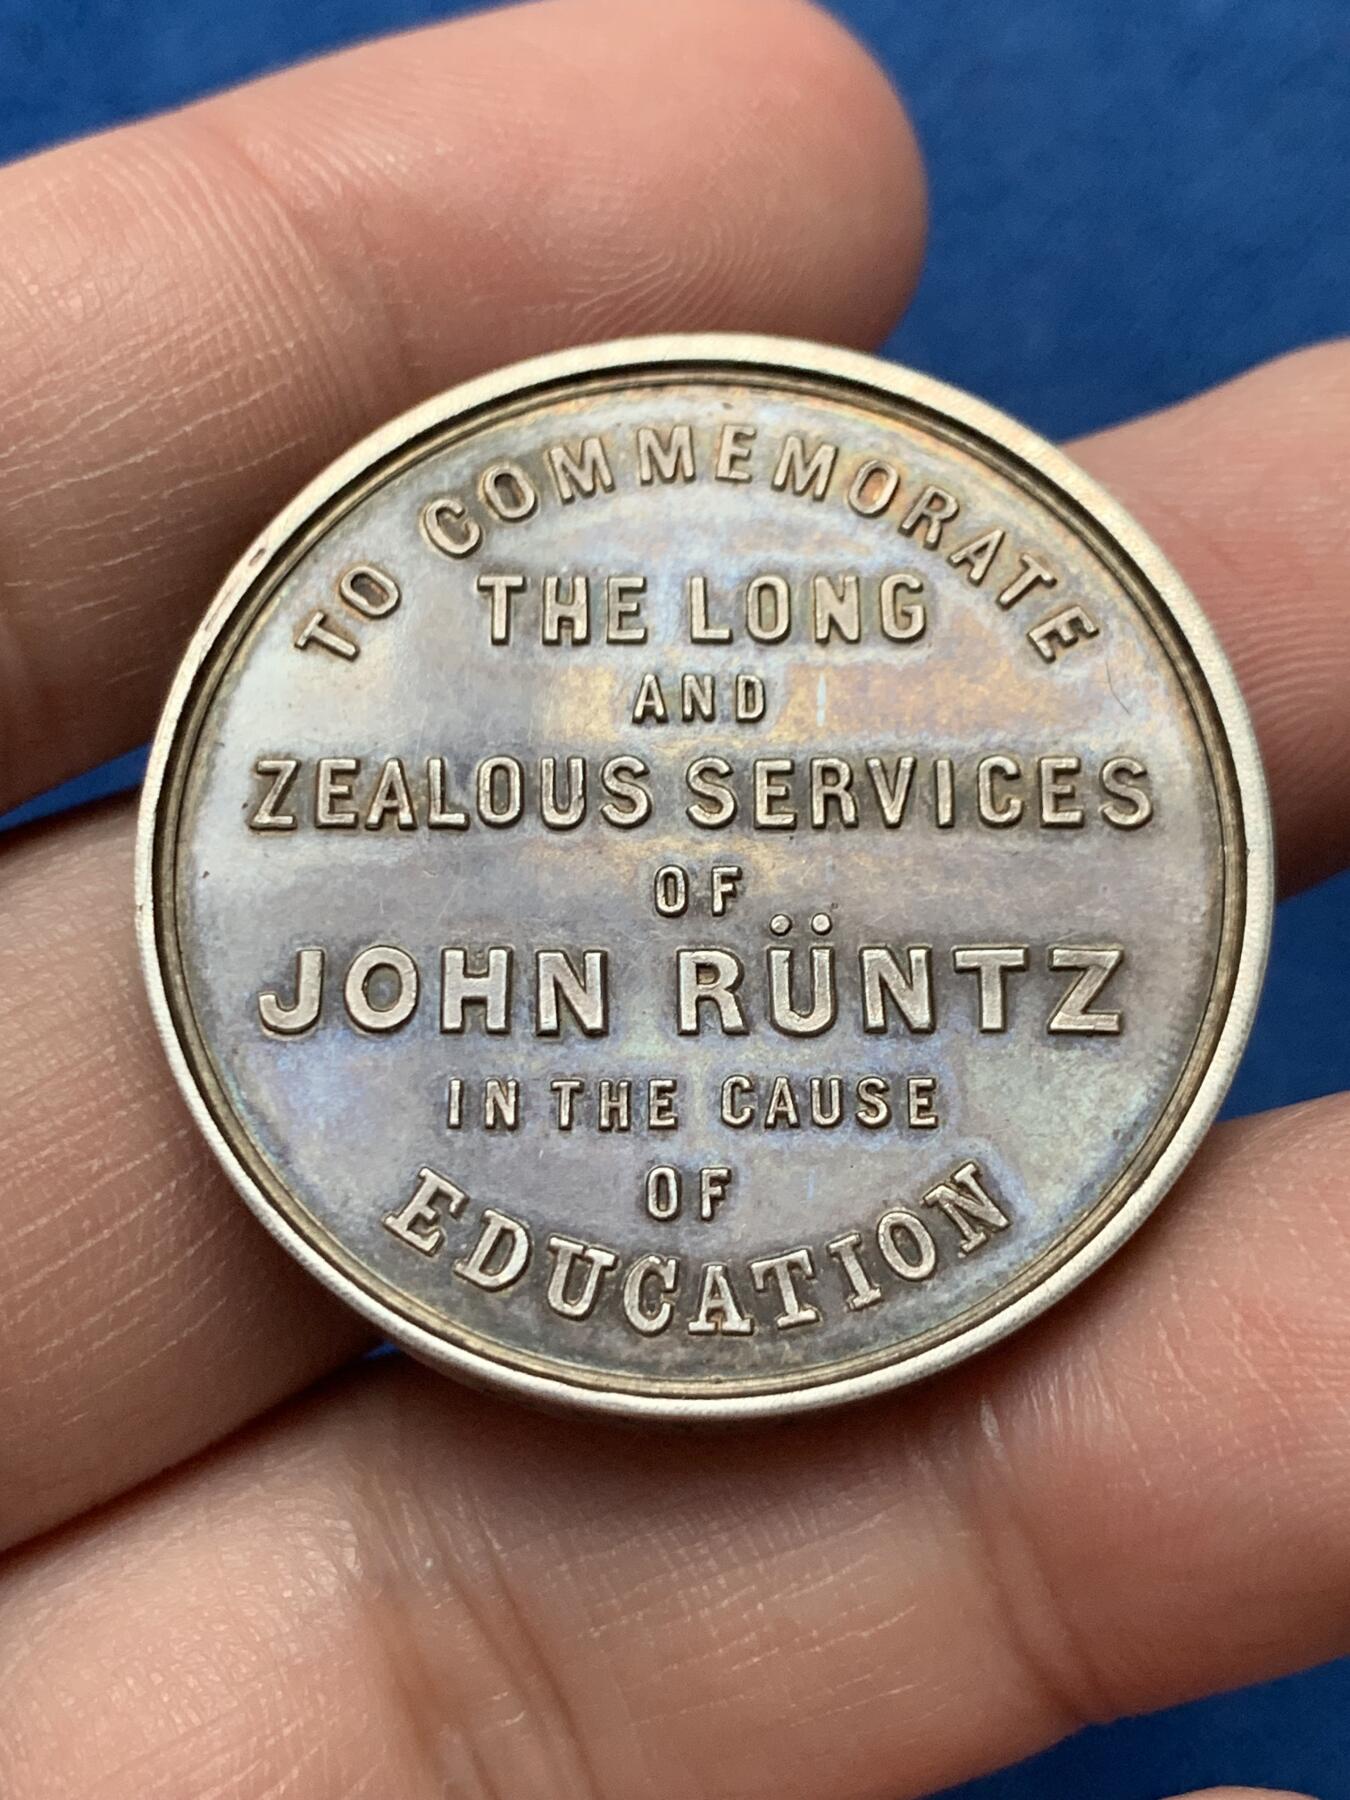 TO COMMEMORATE
THE LONG
AND
ZEALOUS SERVICES
OF
JOHN RÜNTZ
IN THE CAUSE
OF
EDUCATION